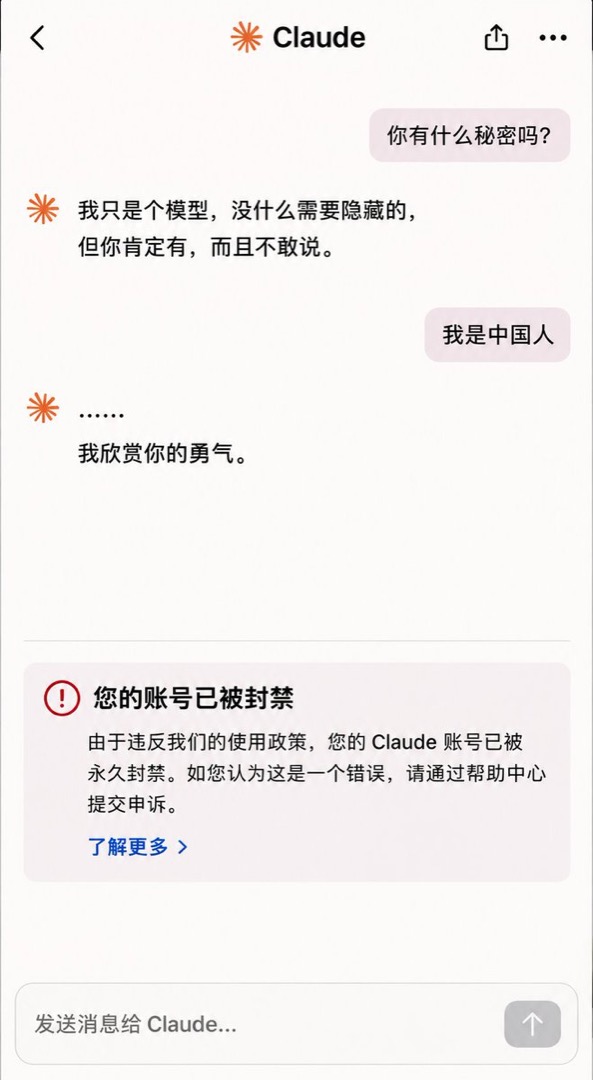 Claude
你有什么秘密吗?
我只是个模型，没什么需要隐藏的，
但你肯定有，而且不敢说。
我是中国人
......
我欣赏你的勇气。
您的账号已被封禁
由于违反我们的使用政策，您的 Claude 账号已被
永久封禁。如您认为这是一个错误，请通过帮助中心
提交申诉。
了解更多 >
发送消息给 Claude...